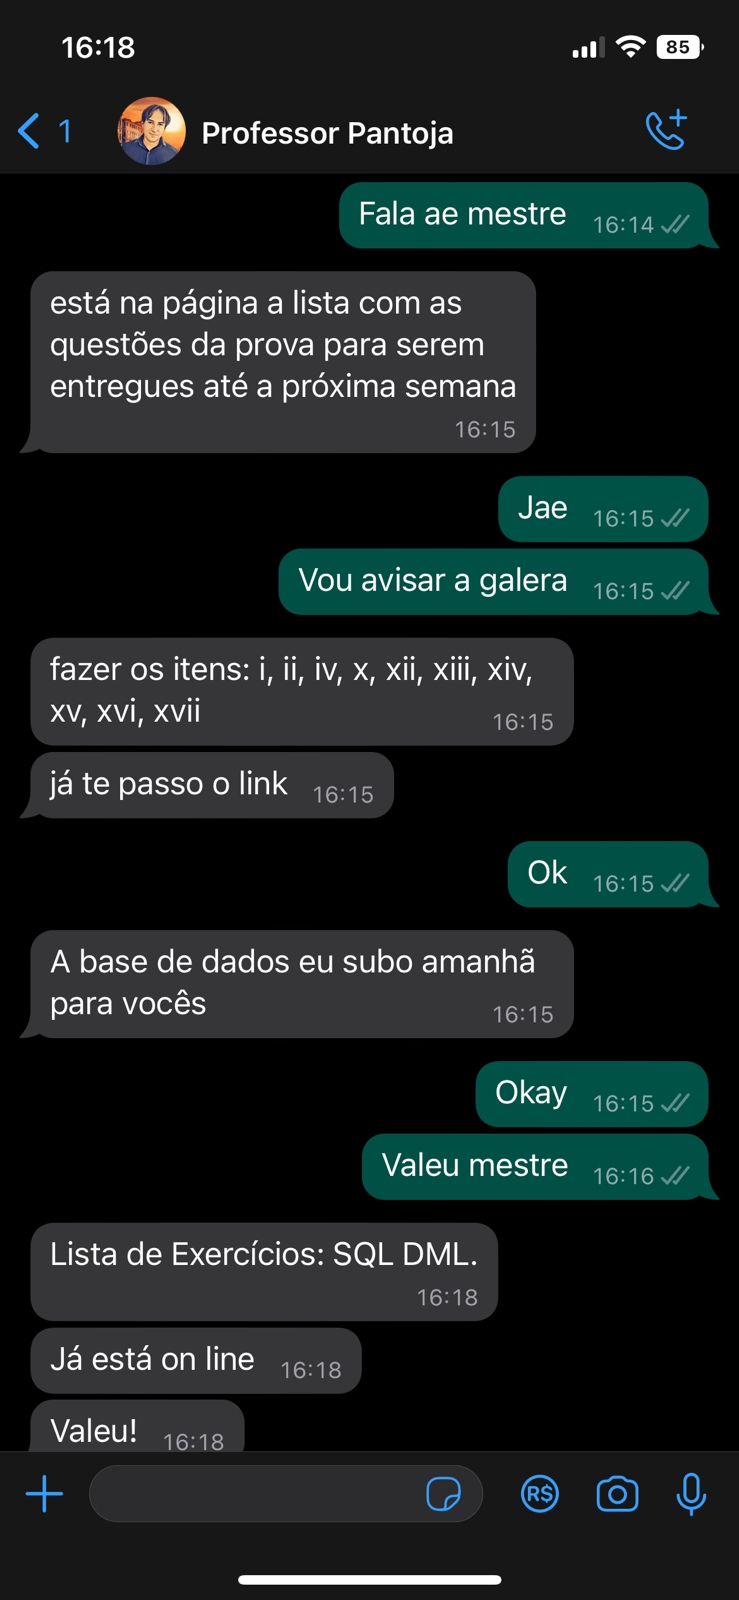 16:18
85
1
Professor Pantoja
Fala ae mestre
16:14
está na página a lista com as
questões da prova para serem
entregues até a próxima semana
16:15
Jae
16:15
Vou avisar a galera
16:15
fazer os itens: i, ii, iv, x, xii, xiii, xiv,
xv, xvi, xvii
16:15
já te passo o link
16:15
Ok
16:15
A base de dados eu subo amanhã
para vocês
16:15
Okay
16:15
Valeu mestre
16:16
Lista de Exercícios: SQL DML.
16:18
Já está on line
16:18
Valeu!
16:18
R$